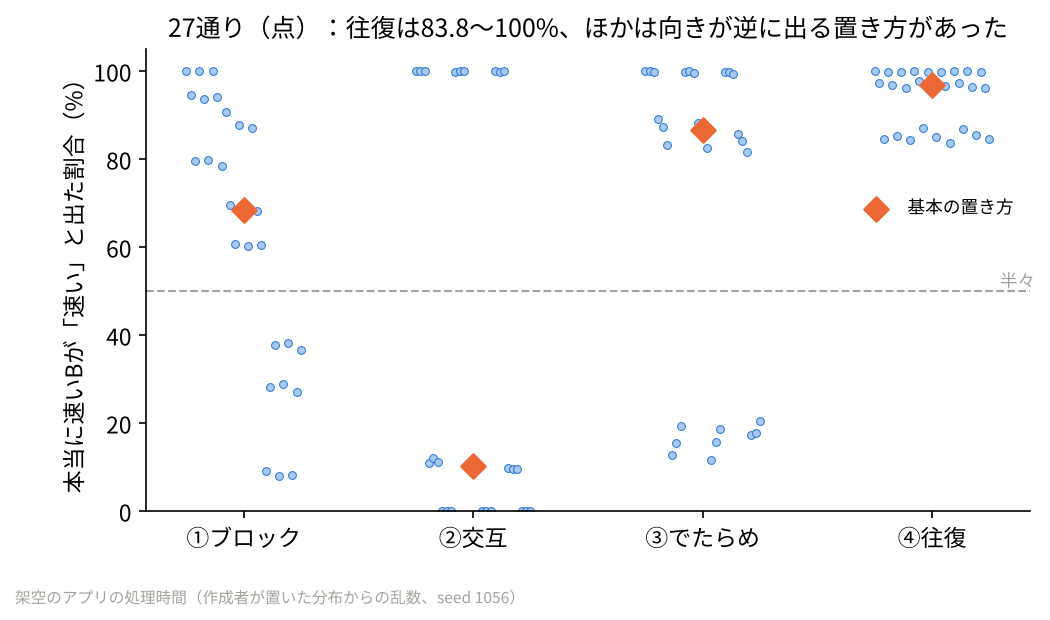 27通り（点）：往復は83.8〜100%、ほかは向きが逆に出る置き方があった
本当に速いBが「速い」と出た割合（%）
100
80
60
40
20
0
基本の置き方
半々
①ブロック
②交互
③でたらめ
④往復
架空のアプリの処理時間（作成者が置いた分布からの乱数、seed 1056）